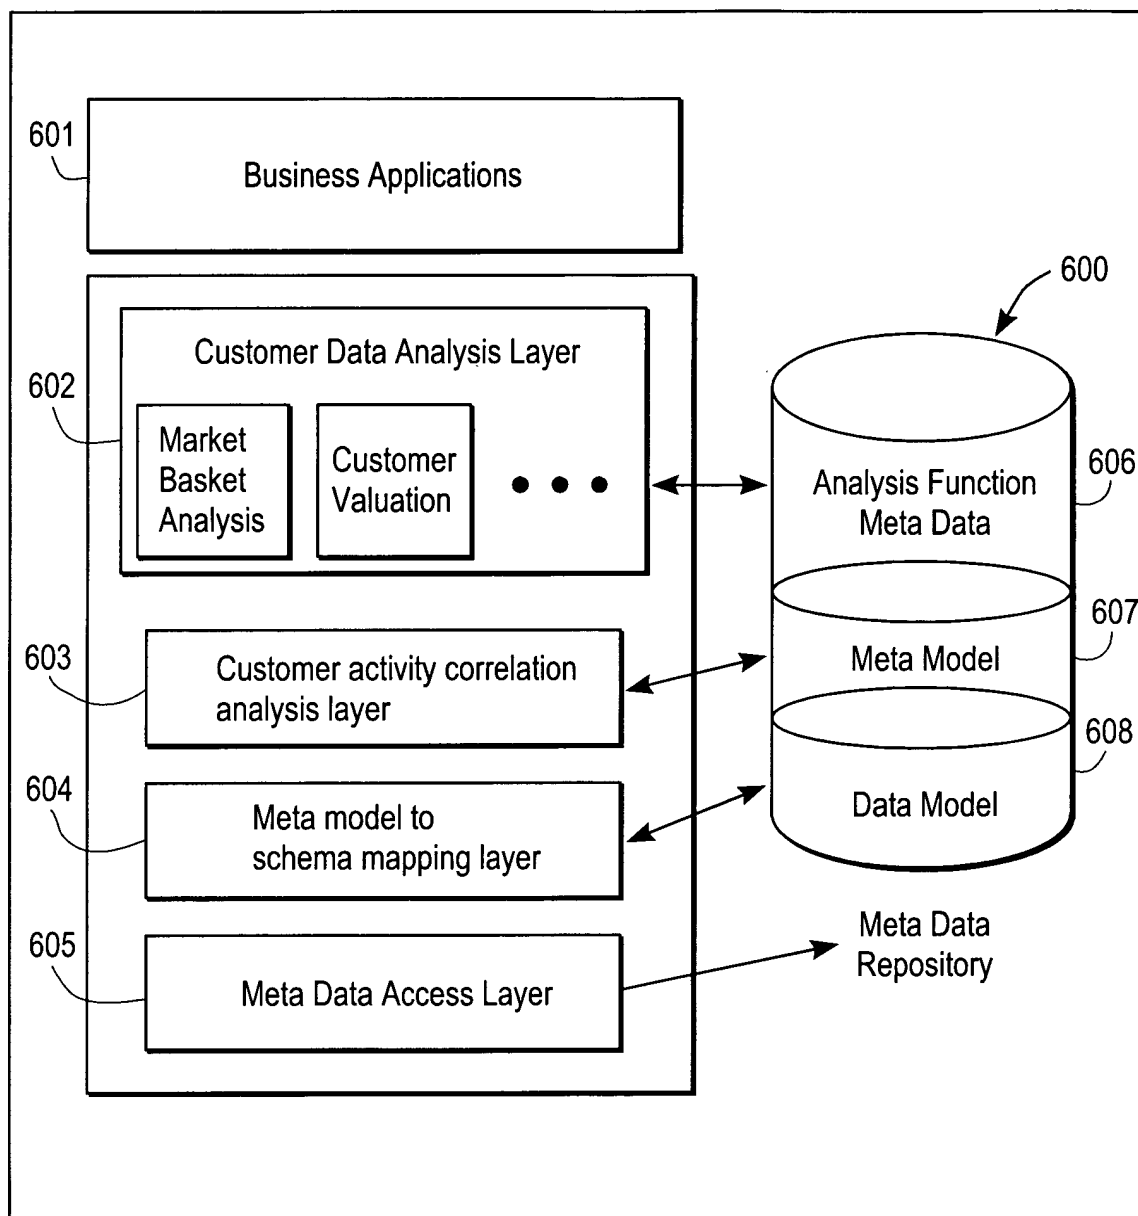 601
Business Applications
600
Customer Data Analysis Layer
602
Market
Basket
Analysis
Customer
Valuation
Analysis Function
Meta Data
606
607
603
Customer activity correlation
analysis layer
Meta Model
608
604
Meta model to
schema mapping layer
Data Model
605
Meta Data Access Layer
Meta Data
Repository